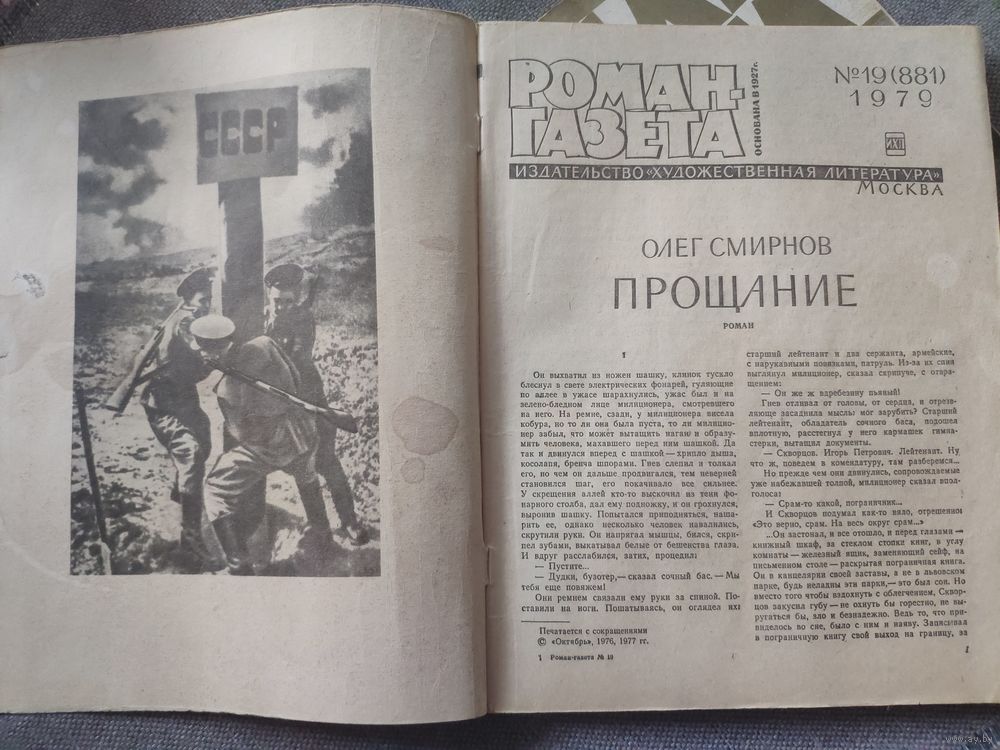 СССР
РОМАН-
ГАЗЕТА
ОСНОВАНА В 1927г.
№19(881)
1979
ИХЛ
ИЗДАТЕЛЬСТВО «ХУДОЖЕСТВЕННАЯ ЛИТЕРАТУРА»
МОСКВА
ОЛЕГ СМИРНОВ
ПРОЩАНИЕ
РОМАН
1
Он выхватил из ножен шашку, клинок тускло
блеснул в свете электрических фонарей, гуляющие
по аллее в ужасе шарахнулись, ужас был и на
зелено-бледном лице милиционера, смотревшего
на него. На ремне, сзади, у милиционера висела
кобура, но то ли она была пуста, то ли милицио-
нер забыл, что может вытащить наган и образу-
мить человека, махавшего перед ним шашкой. Да
так и двинулся вперед с шашкой — хрипло дыша,
косолапя, бренча шпорами. Гнев слепил и толкал
его, но чем он дальше продвигался, тем неверней
становился шаг, его покачивало все сильнее.
У скрещения аллей кто-то выскочил из тени фо-
нарного столба, дал ему подножку, и он грохнулся,
выронив шашку. Попытался приподняться, наша-
рить ее, однако несколько человек навалились,
скрутили руки. Он напрягал мышцы, бился, скри-
пел зубами, выкатывал белые от бешенства глаза.
И вдруг расслабился, затих, процедил:
— Пустите...
— Дудки, бузотер,— сказал сочный бас.— Мы
тебя еще повяжем!
Они ремнем связали ему руки за спиной. По-
ставили на ноги. Пошатываясь, он оглядел их:
Печатается с сокращениями
© «Октябрь», 1976, 1977 гг.
1 Роман-газета № 19
старший лейтенант и два сержанта, армейские,
с нарукавными повязками, патруль. Из-за их спин
выглянул милиционер, сказал скрипуче, с отвра-
щением:
— Он же ж вдребезину пьяный!
Гнев отливал от головы, от сердца, и отрезв-
ляюще засаднила мысль: мог зарубить? Старший
лейтенант, обладатель сочного баса, подошел
вплотную, расстегнул у него кармашек гимна-
стерки, вытащил документы.
— Скворцов. Игорь Петрович. Лейтенант. Ну
что ж, поведем в комендатуру, там разберемся...
Но прежде чем они двинулись, сопровождаемые
уже набежавшей толпой, милиционер сказал впол-
голоса:
— Срам-то какой, пограничник...
И Скворцов подумал как-то вяло, отрешенно:
«Это верно, срам. На весь округ срам...»
...Он застонал, и все отошло, и перед глазами —
книжный шкаф, за стеклом стопки книг, в углу
комнаты — железный ящик, заменяющий сейф, на
письменном столе — раскрытая пограничная книга.
Он в канцелярии своей заставы, а не в львовском
парке, будь неладны эти парки,— это был сон. Но
вместо того чтобы вздохнуть с облегчением, Сквор-
цов закусил губу — не охнуть бы горестно, не вы-
ругаться бы, зло и безнадежно. Ведь то, что при-
виделось во сне, было с ним и наяву. Записывал
в пограничную книгу свой выход на границу, за
1
www.ay.by